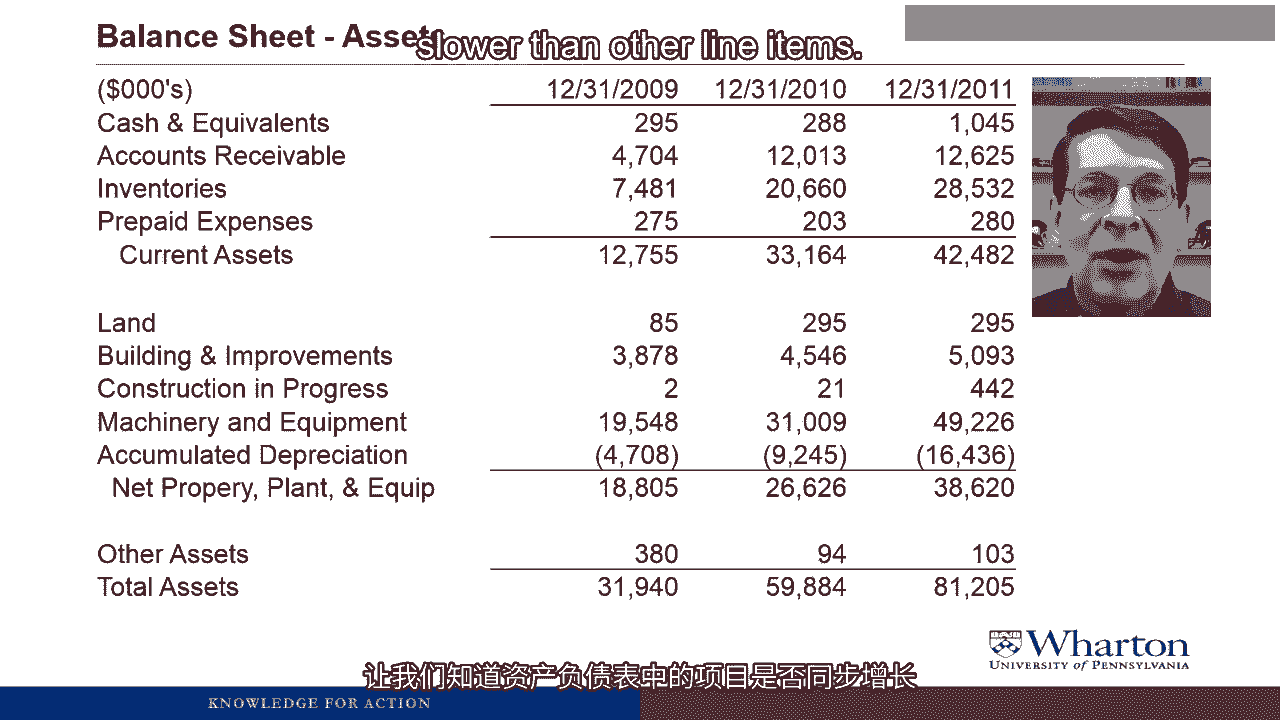 Balance Sheet - Asset
slower than other line items.
($000's) 12/31/2009 12/31/2010 12/31/2011
Cash & Equivalents 295 288 1,045
Accounts Receivable 4,704 12,013 12,625
Inventories 7,481 20,660 28,532
Prepaid Expenses 275 203 280
Current Assets 12,755 33,164 42,482
Land 85 295 295
Building & Improvements 3,878 4,546 5,093
Construction in Progress 2 21 442
Machinery and Equipment 19,548 31,009 49,226
Accumulated Depreciation (4,708) (9,245) (16,436)
Net Propery, Plant, & Equip 18,805 26,626 38,620
Other Assets 380 94 103
Total Assets 31,940 59,884 81,205
Wharton
UNIVERSITY of PENNSYLVANIA
让我们知道资产负债表中的项目是否同步增长
KNOWLEDGE FOR ACTION